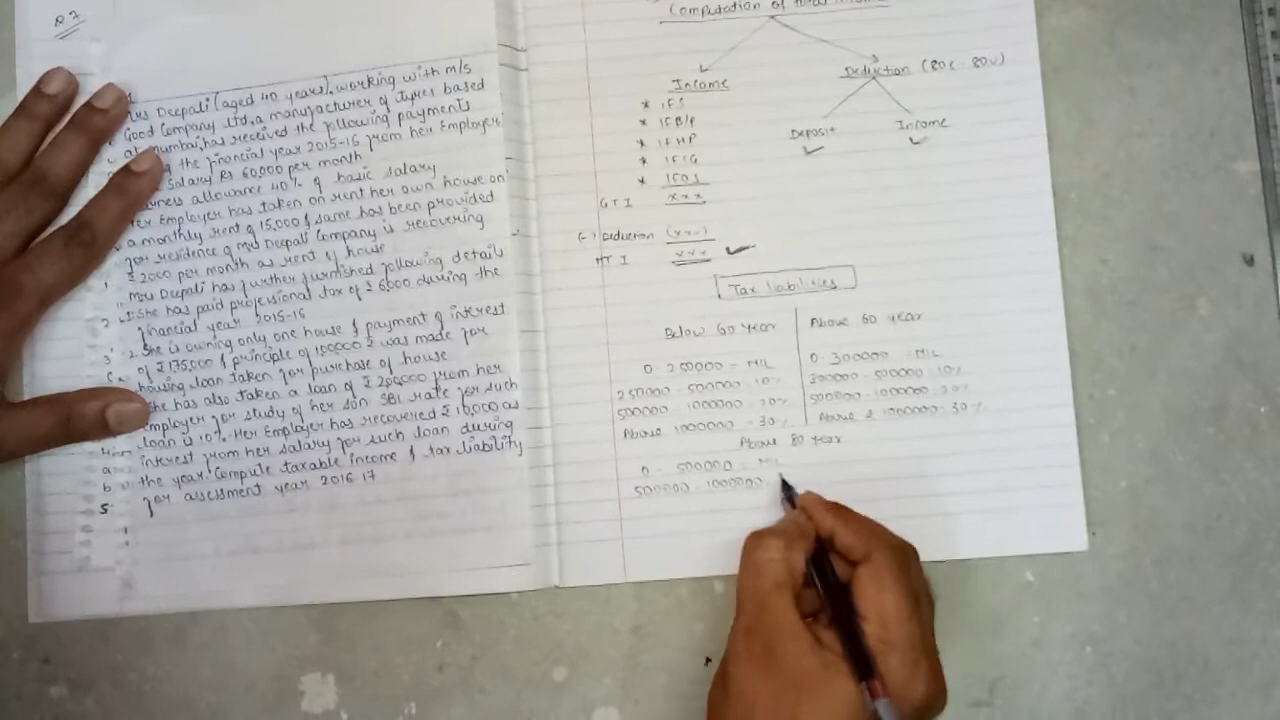 Q 7
Mrs Deepali (aged 40 years), working with m/s
Good Company Ltd, a manufacturer of tyres based
at mumbai, has received the following payments
the financial year 2015-16 from her Employer
Salary Rs 60,000 per month
allowance 40% of basic salary
Her Employer has taken on rent her own house on
a monthly rent of 15,000 & same has been provided
for residence of Mrs Deepali Company is recovering
₹ 2000 per month as rent of house
Mrs Deepali has further furnished following detail
1. She has paid professional tax of ₹ 6000 during the
financial year 2015-16
2. She is owning only one house & payment of interest
of ₹ 175,000 & principle of 100000 ₹ was made for
housing loan taken for purchase of house
She has also taken a loan of ₹ 200000 from her
employer for study of her son SBI rate for such
loan is 10%. Her Employer has recovered ₹ 10,000 as
interest from her salary for such loan during
the year. Compute taxable income & tax liability
for assessment year 2016 17
1
2
3
4
a
b
5
Computation of total
Income
Deduction (80C - 80U)
* IFS
* IFB/P
* IFHP
* IFCG
* IFOS
GTI xxx
Deposit
Income
(-) Deduction
TI xxx
Tax liabilities
Below 60 year
0 - 250000 = NIL
250000 - 500000 - 10%
500000 - 1000000 - 20%
Above 1000000 - 30%
Above 60 year
0 - 300000 = NIL
300000 - 500000 - 10%
500000 - 1000000 - 20%
Above ₹ 1000000 - 30%
Above 80 year
0 - 500000 = NIL
500000 - 1000000